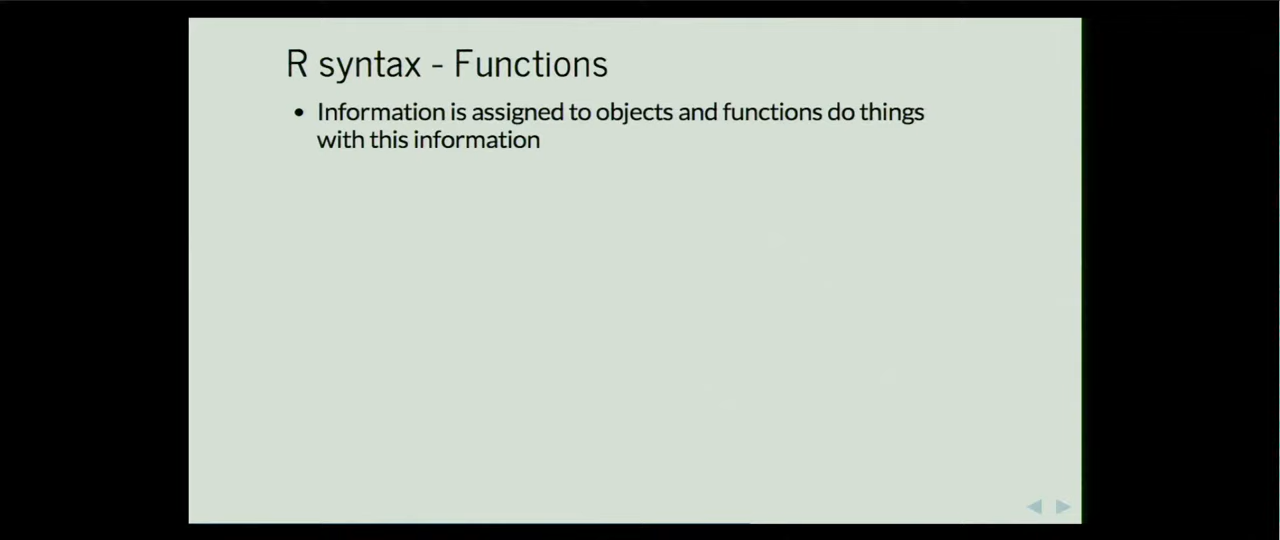 R syntax - Functions
• Information is assigned to objects and functions do things
with this information